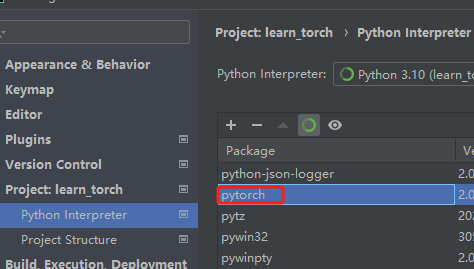 Project: learn_torch > Python Interpreter
Appearance & Behavior
Keymap
Editor
Plugins
Version Control
Project: learn_torch
Python Interpreter
Project Structure
Build, Execution, Deployment
Python Interpreter:
Python 3.10 (learn_to
Package
Ve
python-json-logger
2.0
pytorch
2.0
pytz
202
pywin32
305
pywinpty
2.0